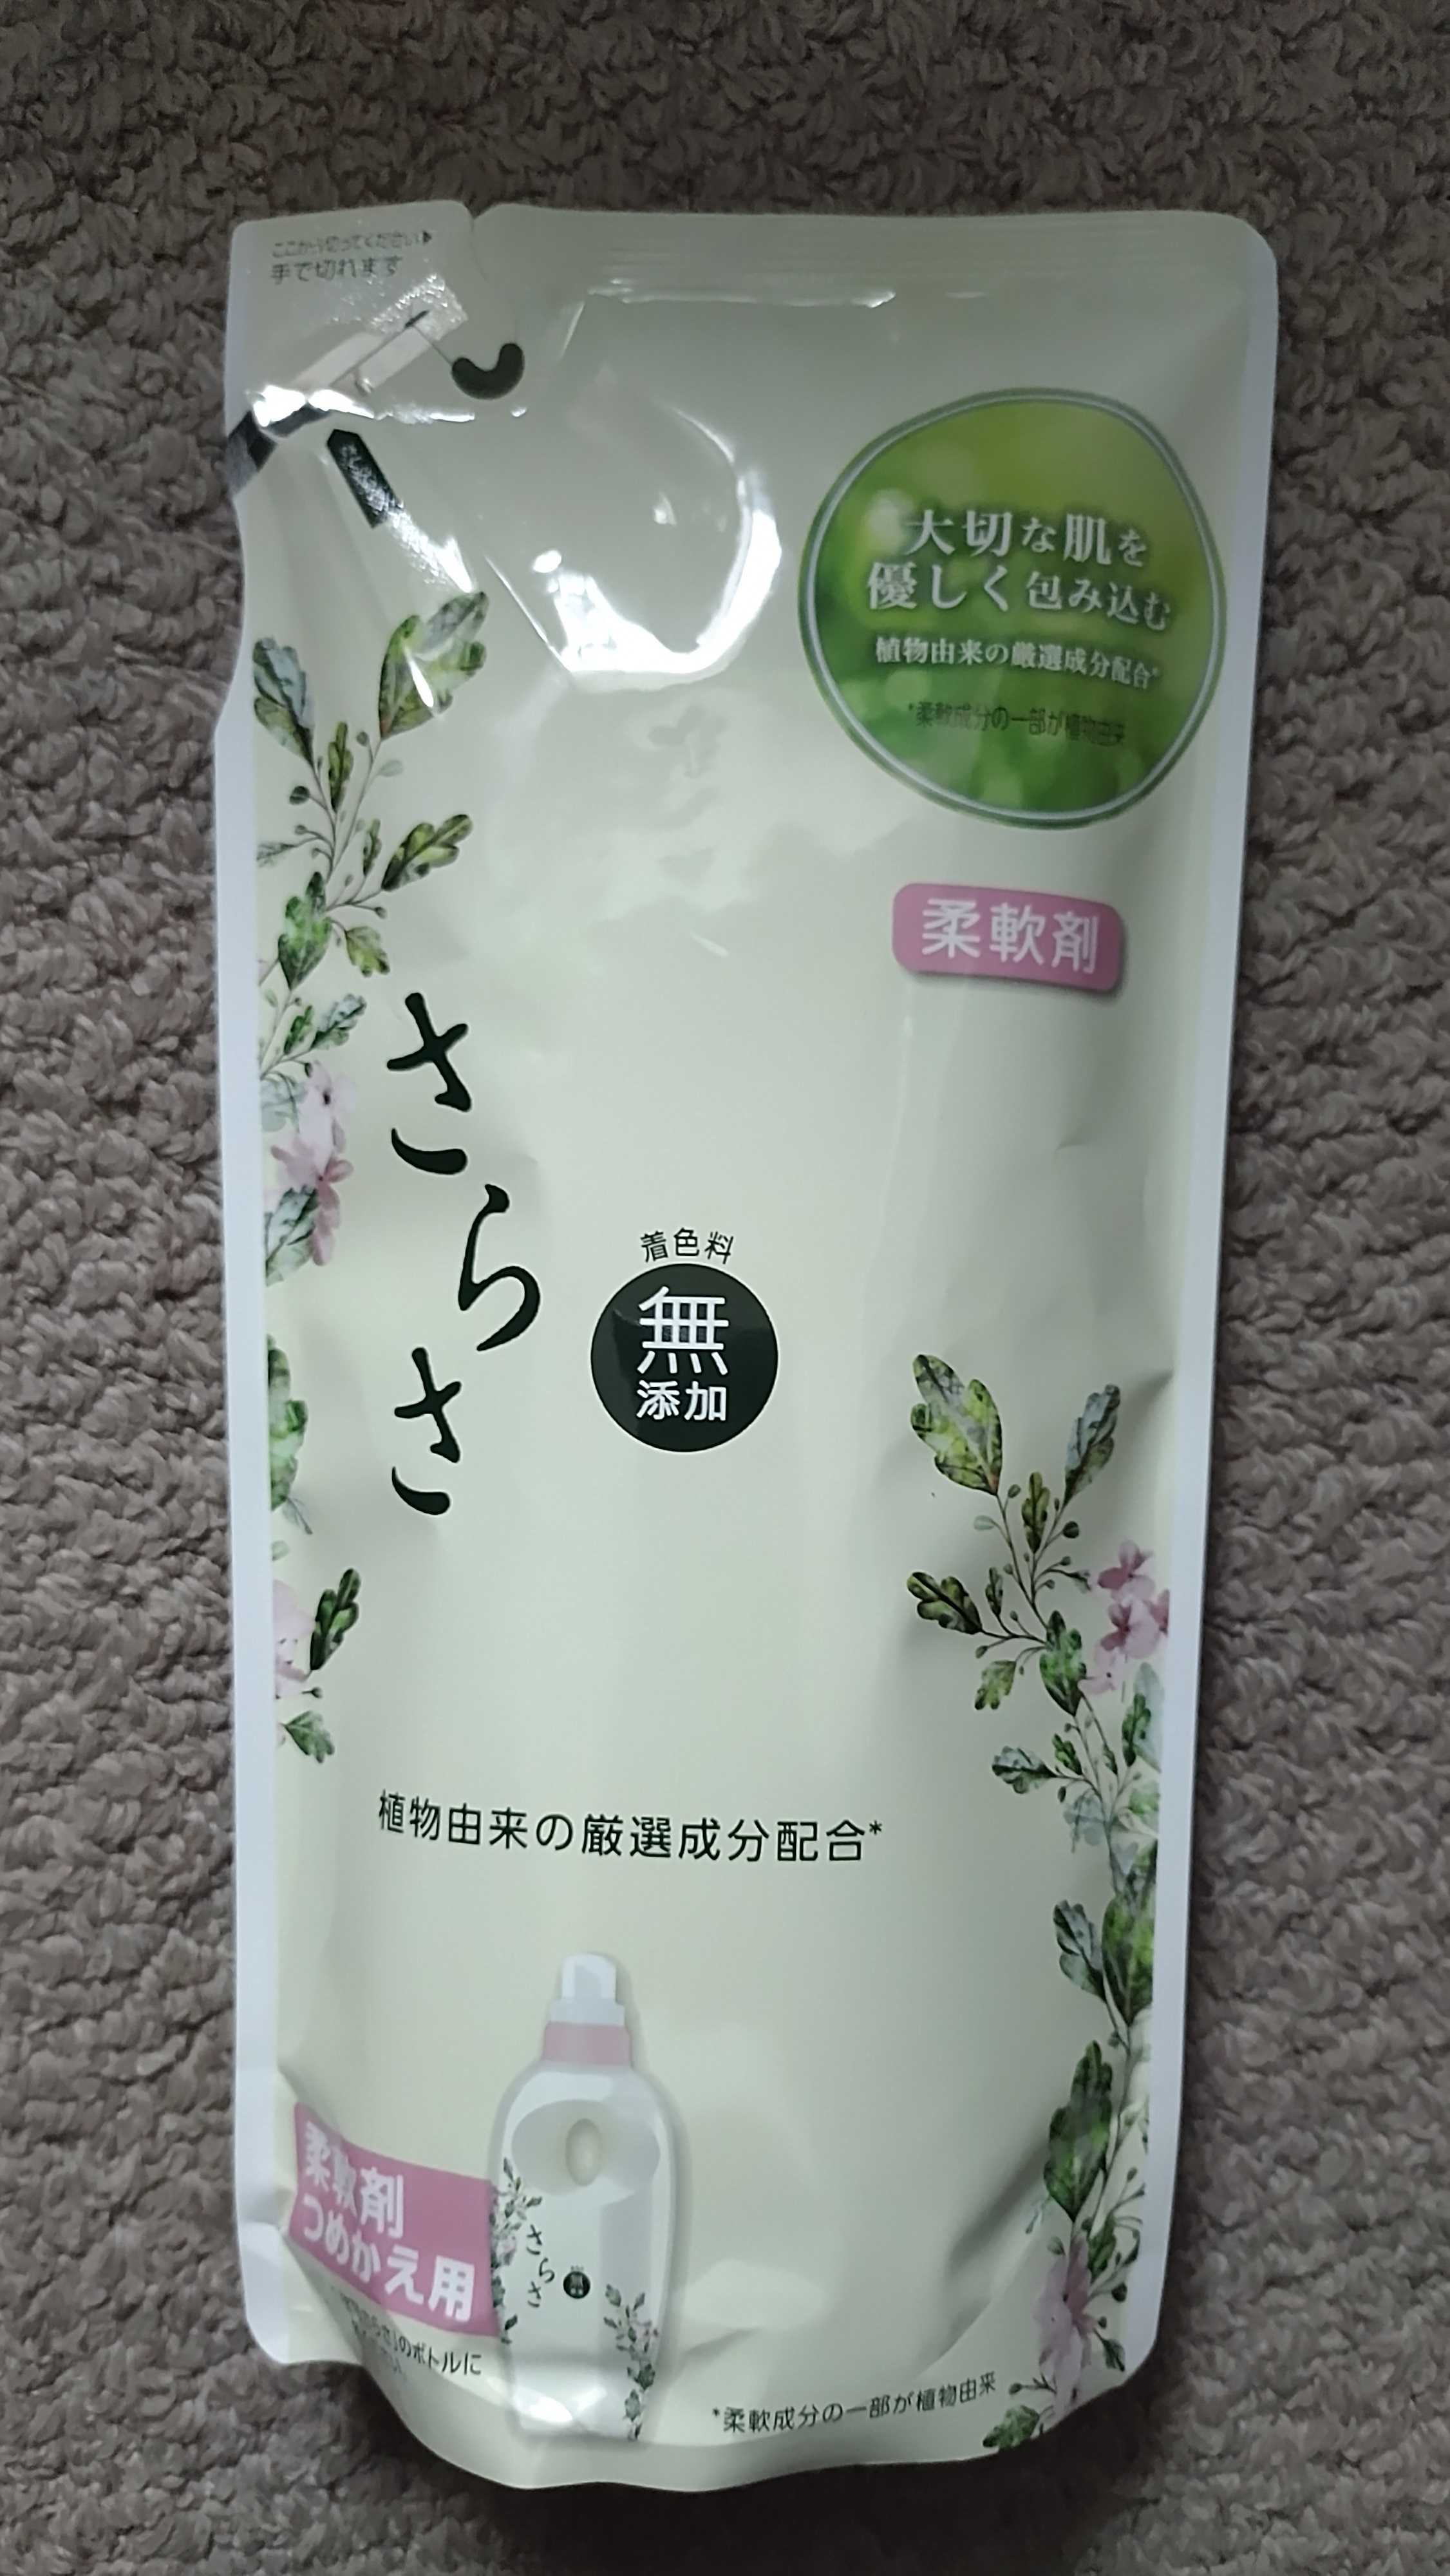 ここから切ってください
手で切れます
大切な肌を
優しく包み込む
植物由来の厳選成分配合*
*柔軟成分の一部が植物由来
柔軟剤
さらさ
着色料
無
添加
植物由来の厳選成分配合*
さらさ
柔軟剤
つめかえ用
のボトルに
*柔軟成分の一部が植物由来